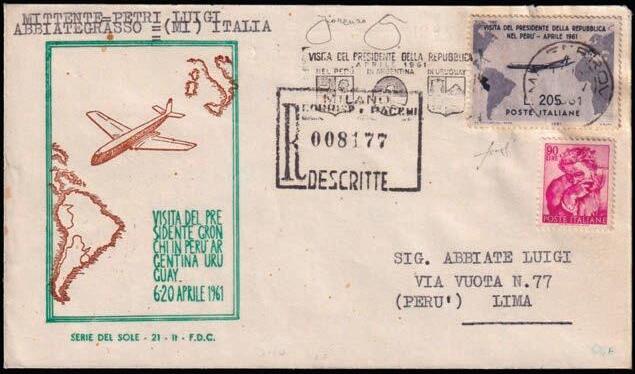 MITTENTE=PETRI LUIGI
ABBIATEGRASSO =(MI) ITALIA
VISITA DEL PRESIDENTE DELLA REPUBBLICA
APRILE 1961
NEL PERÙ IN ARGENTINA IN URUGUAY
VISITA DEL PRESIDENTE DELLA REPUBBLICA
NEL PERU' - APRILE 1961
L. 205
POSTE ITALIANE
MILANO
CORRISP. PACCHI
R
008177
DESCRITTE
90
LIRE
POSTE ITALIANE
VISITA DEL PRE
SIDENTE GRON
CHI IN PERU' AR
GENTINA URU
GUAY
6-20 APRILE 1961
SERIE DEL SOLE - 21 - II - F.D.C.
SIG. ABBIATE LUIGI
VIA VUOTA N.77
(PERU') LIMA